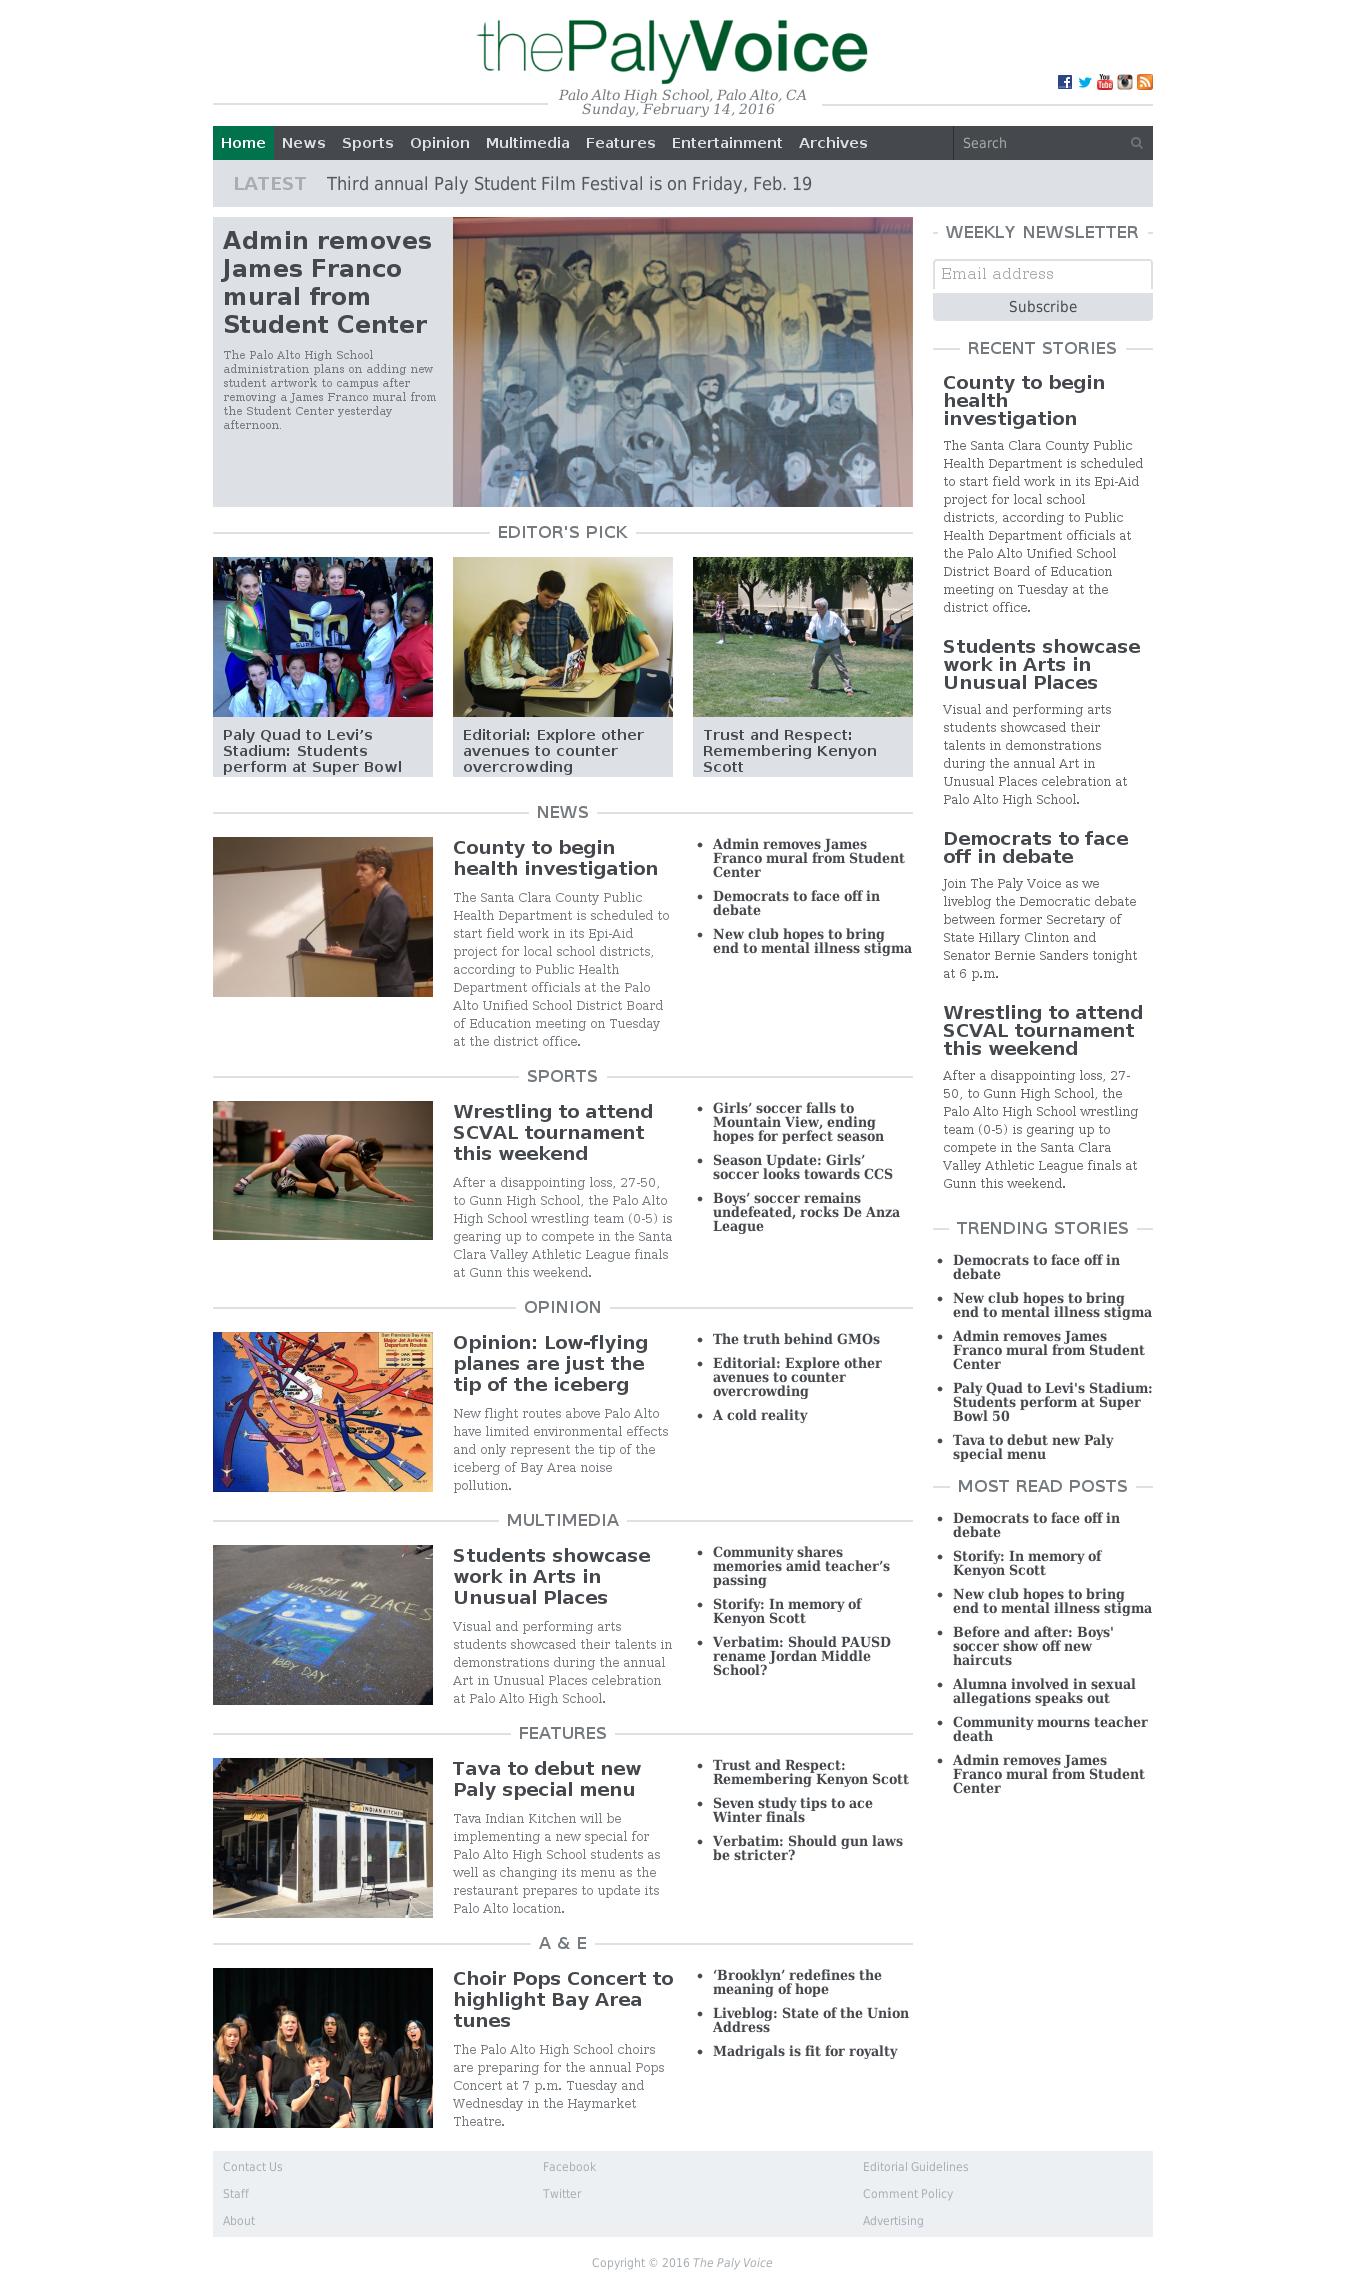 thePalyVoice
Palo Alto High School, Palo Alto, CA
Sunday, February 14, 2016
Home News Sports Opinion Multimedia Features Entertainment Archives Search
LATEST Third annual Paly Student Film Festival is on Friday, Feb. 19
Admin removes
James Franco
mural from
Student Center
The Palo Alto High School
administration plans on adding new
student artwork to campus after
removing a James Franco mural from
the Student Center yesterday
afternoon.
EDITOR'S PICK
50
SUPER
Paly Quad to Levi’s
Stadium: Students
perform at Super Bowl
Editorial: Explore other
avenues to counter
overcrowding
Trust and Respect:
Remembering Kenyon
Scott
NEWS
County to begin
health investigation
The Santa Clara County Public
Health Department is scheduled to
start field work in its Epi-Aid
project for local school districts,
according to Public Health
Department officials at the Palo
Alto Unified School District Board
of Education meeting on Tuesday
at the district office.
• Admin removes James
Franco mural from Student
Center
• Democrats to face off in
debate
• New club hopes to bring
end to mental illness stigma
SPORTS
Wrestling to attend
SCVAL tournament
this weekend
After a disappointing loss, 27-50,
to Gunn High School, the Palo Alto
High School wrestling team (0-5) is
gearing up to compete in the Santa
Clara Valley Athletic League finals
at Gunn this weekend.
• Girls’ soccer falls to
Mountain View, ending
hopes for perfect season
• Season Update: Girls’
soccer looks towards CCS
• Boys’ soccer remains
undefeated, rocks De Anza
League
OPINION
San Francisco Bay Area
Major Jet Arrival &
Departure Routes
Opinion: Low-flying
planes are just the
tip of the iceberg
New flight routes above Palo Alto
have limited environmental effects
and only represent the tip of the
iceberg of Bay Area noise
pollution.
• The truth behind GMOs
• Editorial: Explore other
avenues to counter
overcrowding
• A cold reality
MULTIMEDIA
ART IN
UNUSUAL PLACES
ABBY DAY
Students showcase
work in Arts in
Unusual Places
Visual and performing arts
students showcased their talents in
demonstrations during the annual
Art in Unusual Places celebration
at Palo Alto High School.
• Community shares
memories amid teacher’s
passing
• Storify: In memory of
Kenyon Scott
• Verbatim: Should PAUSD
rename Jordan Middle
School?
FEATURES
INDIAN KITCHEN
Tava to debut new
Paly special menu
Tava Indian Kitchen will be
implementing a new special for
Palo Alto High School students as
well as changing its menu as the
restaurant prepares to update its
Palo Alto location.
• Trust and Respect:
Remembering Kenyon Scott
• Seven study tips to ace
Winter finals
• Verbatim: Should gun laws
be stricter?
A & E
Choir Pops Concert to
highlight Bay Area
tunes
The Palo Alto High School choirs
are preparing for the annual Pops
Concert at 7 p.m. Tuesday and
Wednesday in the Haymarket
Theatre.
• ‘Brooklyn’ redefines the
meaning of hope
• Liveblog: State of the Union
Address
• Madrigals is fit for royalty
WEEKLY NEWSLETTER
Email address
Subscribe
RECENT STORIES
County to begin
health
investigation
The Santa Clara County Public
Health Department is scheduled
to start field work in its Epi-Aid
project for local school
districts, according to Public
Health Department officials at
the Palo Alto Unified School
District Board of Education
meeting on Tuesday at the
district office.
Students showcase
work in Arts in
Unusual Places
Visual and performing arts
students showcased their
talents in demonstrations
during the annual Art in
Unusual Places celebration at
Palo Alto High School.
Democrats to face
off in debate
Join The Paly Voice as we
liveblog the Democratic debate
between former Secretary of
State Hillary Clinton and
Senator Bernie Sanders tonight
at 6 p.m.
Wrestling to attend
SCVAL tournament
this weekend
After a disappointing loss, 27-
50, to Gunn High School, the
Palo Alto High School wrestling
team (0-5) is gearing up to
compete in the Santa Clara
Valley Athletic League finals at
Gunn this weekend.
TRENDING STORIES
• Democrats to face off in
debate
• New club hopes to bring
end to mental illness stigma
• Admin removes James
Franco mural from Student
Center
• Paly Quad to Levi's Stadium:
Students perform at Super
Bowl 50
• Tava to debut new Paly
special menu
MOST READ POSTS
• Democrats to face off in
debate
• Storify: In memory of
Kenyon Scott
• New club hopes to bring
end to mental illness stigma
• Before and after: Boys'
soccer show off new
haircuts
• Alumna involved in sexual
allegations speaks out
• Community mourns teacher
death
• Admin removes James
Franco mural from Student
Center
Contact Us Facebook Editorial Guidelines
Staff Twitter Comment Policy
About Advertising
Copyright © 2016 The Paly Voice